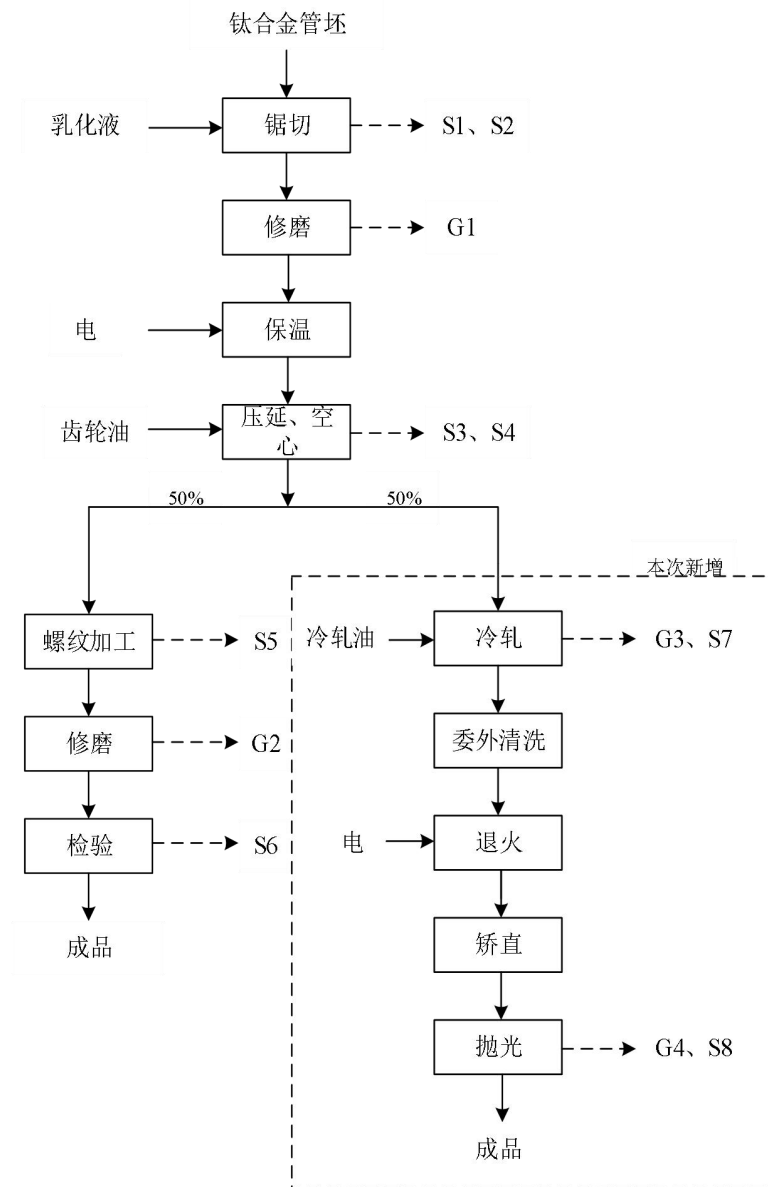 钛合金管坯
乳化液
锯切
S1、S2
修磨
G1
电
保温
齿轮油
压延、空
心
S3、S4
50%
50%
本次新增
螺纹加工
S5
冷轧油
冷轧
G3、S7
修磨
G2
委外清洗
检验
S6
电
退火
成品
矫直
抛光
G4、S8
成品